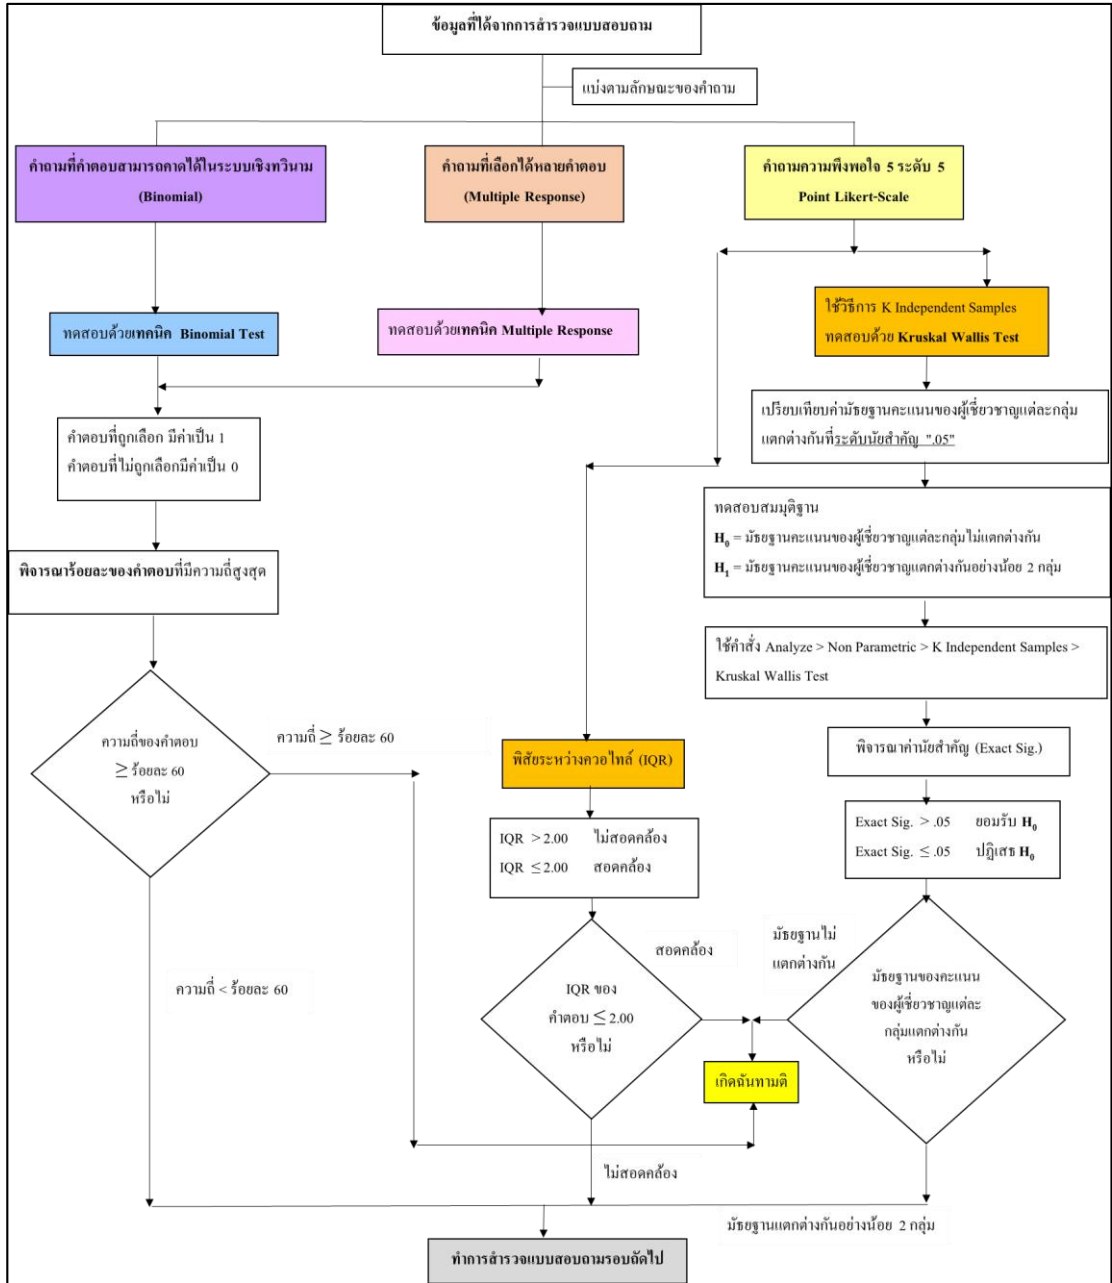 ข้อมูลที่ได้จากการสำรวจแบบสอบถาม
แบ่งตามลักษณะของคำถาม
คำถามที่คำตอบสามารถคาดได้ในระบบเชิงทวินาม
(Binomial)
คำถามที่เลือกได้หลายคำตอบ
(Multiple Response)
คำถามความพึงพอใจ 5 ระดับ 5
Point Likert-Scale
ทดสอบด้วยเทคนิค Binomial Test
ทดสอบด้วยเทคนิค Multiple Response
ใช้วิธีการ K Independent Samples
ทดสอบด้วย Kruskal Wallis Test
คำตอบที่ถูกเลือก มีค่าเป็น 1
คำตอบที่ไม่ถูกเลือกมีค่าเป็น 0
เปรียบเทียบค่ามัธยฐานคะแนนของผู้เชี่ยวชาญแต่ละกลุ่ม
แตกต่างกันที่ระดับนัยสำคัญ ".05"
ทดสอบสมมุติฐาน
H₀ = มัธยฐานคะแนนของผู้เชี่ยวชาญแต่ละกลุ่มไม่แตกต่างกัน
H₁ = มัธยฐานคะแนนของผู้เชี่ยวชาญแตกต่างกันอย่างน้อย 2 กลุ่ม
พิจารณาร้อยละของคำตอบที่มีความถี่สูงสุด
ใช้คำสั่ง Analyze > Non Parametric > K Independent Samples >
Kruskal Wallis Test
ความถี่ของคำตอบ
≥ ร้อยละ 60
หรือไม่
ความถี่ ≥ ร้อยละ 60
พิสัยระหว่างควอไทล์ (IQR)
พิจารณาค่านัยสำคัญ (Exact Sig.)
IQR > 2.00 ไม่สอดคล้อง
IQR ≤ 2.00 สอดคล้อง
Exact Sig. > .05 ยอมรับ H₀
Exact Sig. ≤ .05 ปฏิเสธ H₀
ความถี่ < ร้อยละ 60
สอดคล้อง
มัธยฐานไม่
แตกต่างกัน
IQR ของ
คำตอบ ≤ 2.00
หรือไม่
มัธยฐานของคะแนน
ของผู้เชี่ยวชาญแต่ละ
กลุ่มแตกต่างกัน
หรือไม่
เกิดฉันทามติ
ไม่สอดคล้อง
มัธยฐานแตกต่างกันอย่างน้อย 2 กลุ่ม
ทำการสำรวจแบบสอบถามรอบถัดไป